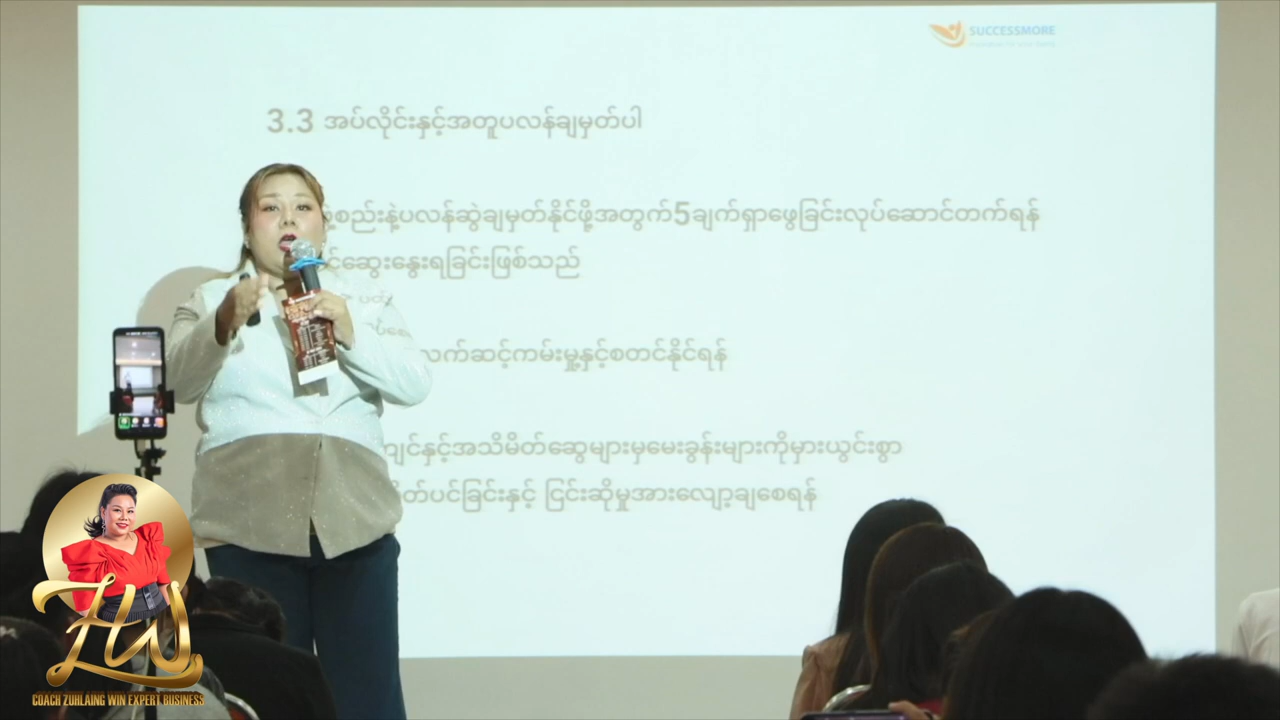 SUCCESSMORE
3.3 အပ်လိုင်းနှင့်အတူပလန်ချမှတ်ပါ
စည်းနဲ့ပလန်ဆွဲချမှတ်နိုင်ဖို့အတွက်5ချက်ရှာဖွေခြင်းလုပ်ဆောင်တက်ရန်
ဆွေးနွေးရခြင်းဖြစ်သည်
လက်ဆင့်ကမ်းမှု့နှင့်စတင်နိုင်ရန်
ကျင်နှင့်အသိမိတ်ဆွေများမှမေးခွန်းများကိုမှားယွင်းစွာ
ိတ်ပင်ခြင်းနှင့် ငြင်းဆိုမှုအားလျော့ချစေရန်
ZW
COACH ZUHLAING WIN EXPERT BUSINESS